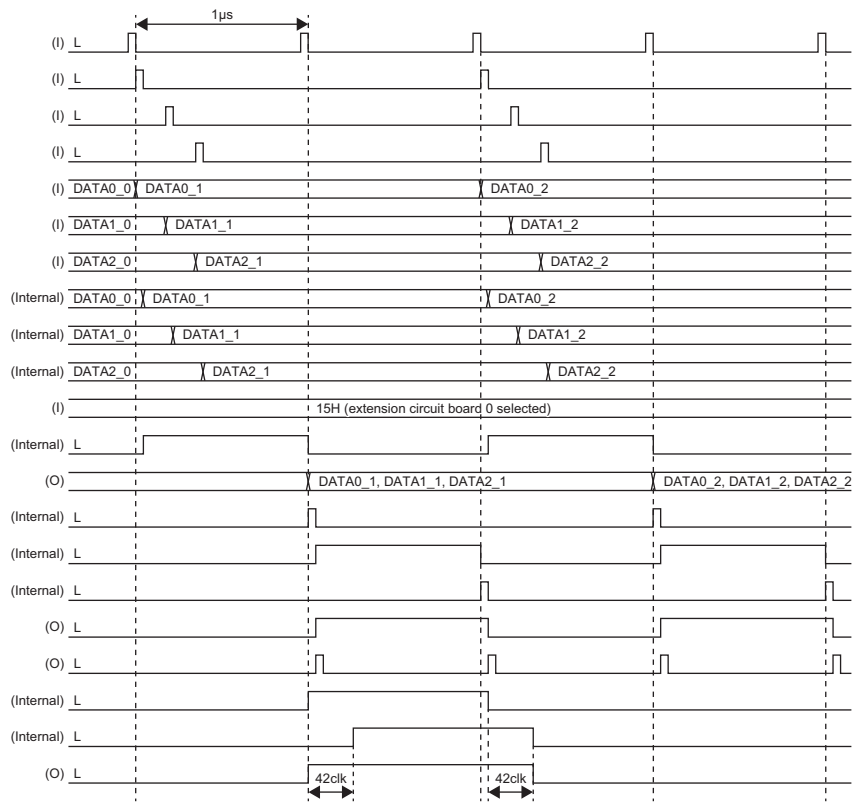 1μs
(I) L
(I) L
(I) L
(I) L
(I) DATA0_0 DATA0_1 DATA0_2
(I) DATA1_0 DATA1_1 DATA1_2
(I) DATA2_0 DATA2_1 DATA2_2
(Internal) DATA0_0 DATA0_1 DATA0_2
(Internal) DATA1_0 DATA1_1 DATA1_2
(Internal) DATA2_0 DATA2_1 DATA2_2
(I) 15H (extension circuit board 0 selected)
(Internal) L
(O) DATA0_1, DATA1_1, DATA2_1 DATA0_2, DATA1_2, DATA2_2
(Internal) L
(Internal) L
(Internal) L
(O) L
(O) L
(Internal) L
(Internal) L
(O) L 42clk 42clk